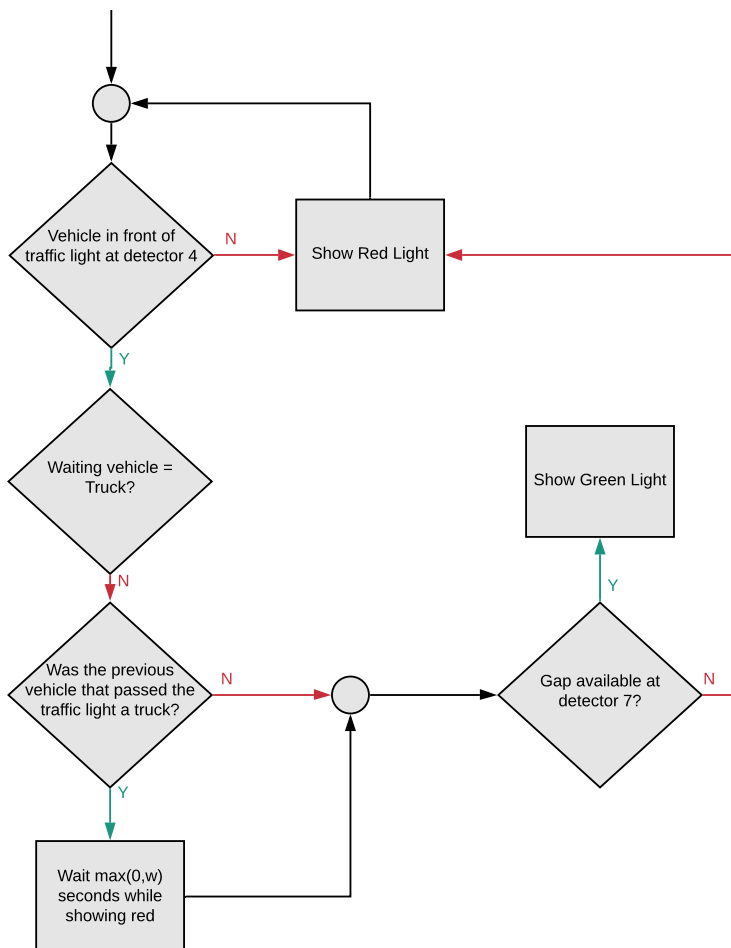 Vehicle in front of
traffic light at detector 4
N
Show Red Light
Y
Waiting vehicle =
Truck?
Show Green Light
N
Y
Was the previous
vehicle that passed the
traffic light a truck?
N
Gap available at
detector 7?
N
Y
Wait max(0,w)
seconds while
showing red